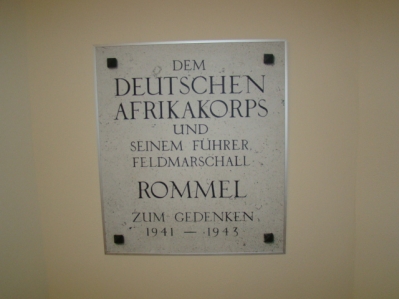 DEM
DEUTSCHEN
AFRIKAKORPS
UND
SEINEM FÜHRER
FELDMARSCHALL
ROMMEL
ZUM GEDENKEN
1941 — 1943